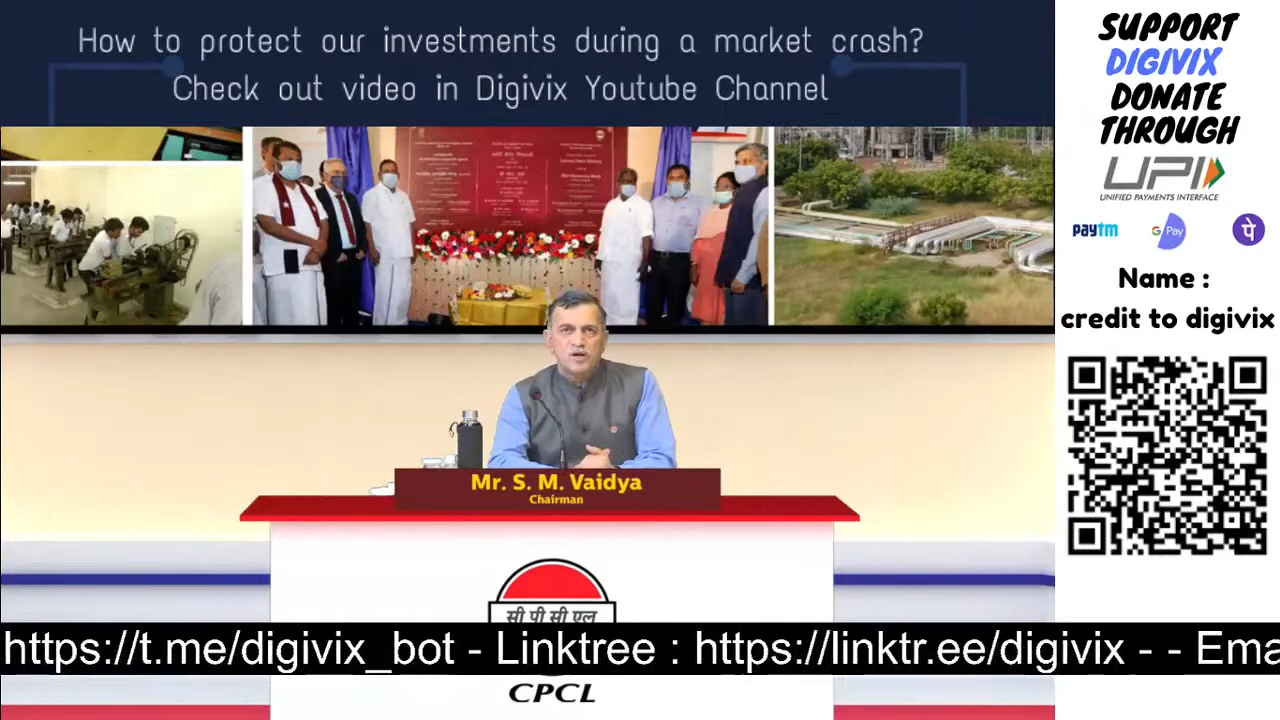 How to protect our investments during a market crash?
Check out video in Digivix Youtube Channel
SUPPORT
DIGIVIX
DONATE
THROUGH
UPI
UNIFIED PAYMENTS INTERFACE
paytm
G Pay
पे
Name :
credit to digivix
Mr. S. M. Vaidya
Chairman
सी पी सी एल
https://t.me/digivix_bot - Linktree : https://linktr.ee/digivix - - Ema
CPCL